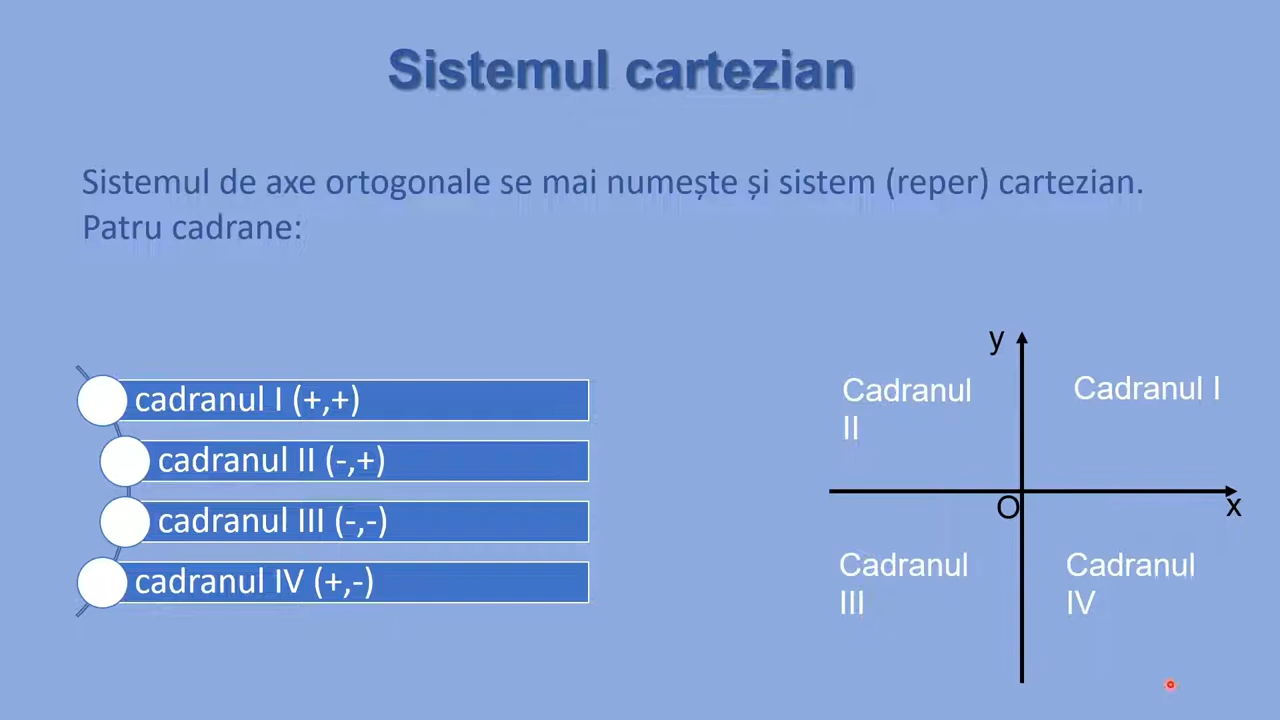 Sistemul cartezian
Sistemul de axe ortogonale se mai numește și sistem (reper) cartezian.
Patru cadrane:
cadranul I (+,+)
cadranul II (-,+)
cadranul III (-,-)
cadranul IV (+,-)
y
Cadranul
II
Cadranul I
O
x
Cadranul
III
Cadranul
IV